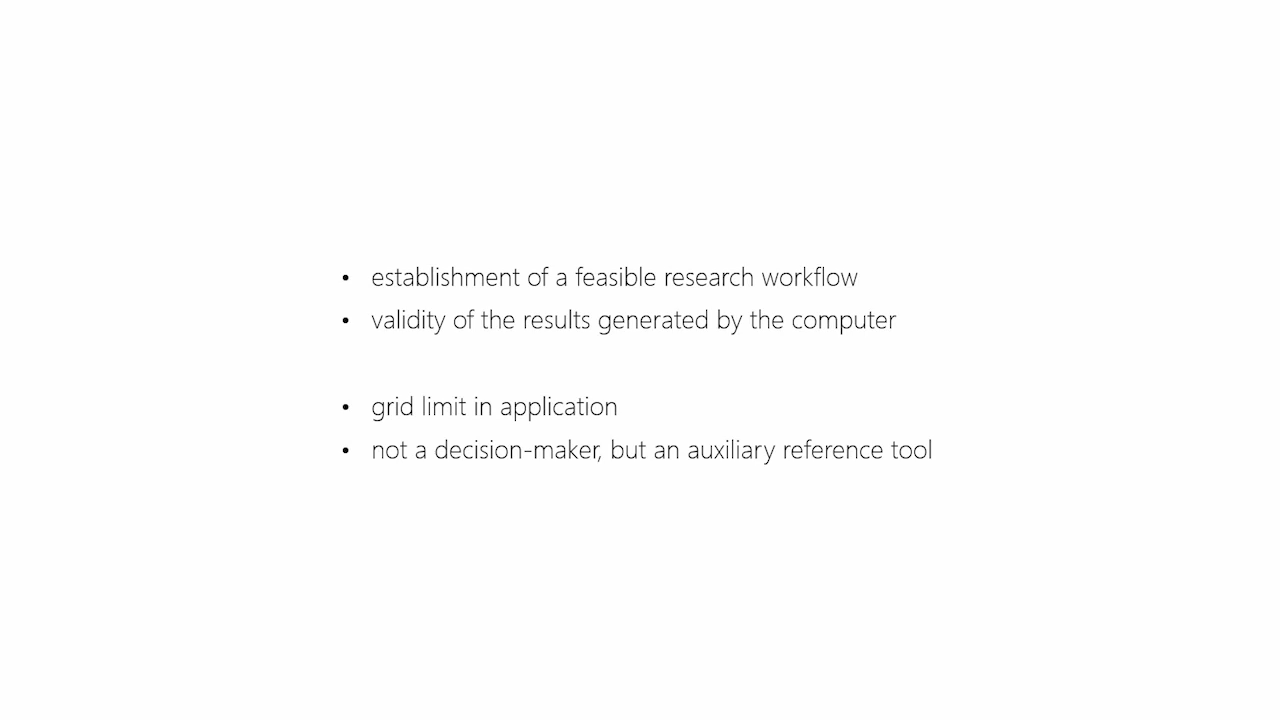 • establishment of a feasible research workflow
• validity of the results generated by the computer
• grid limit in application
• not a decision-maker, but an auxiliary reference tool